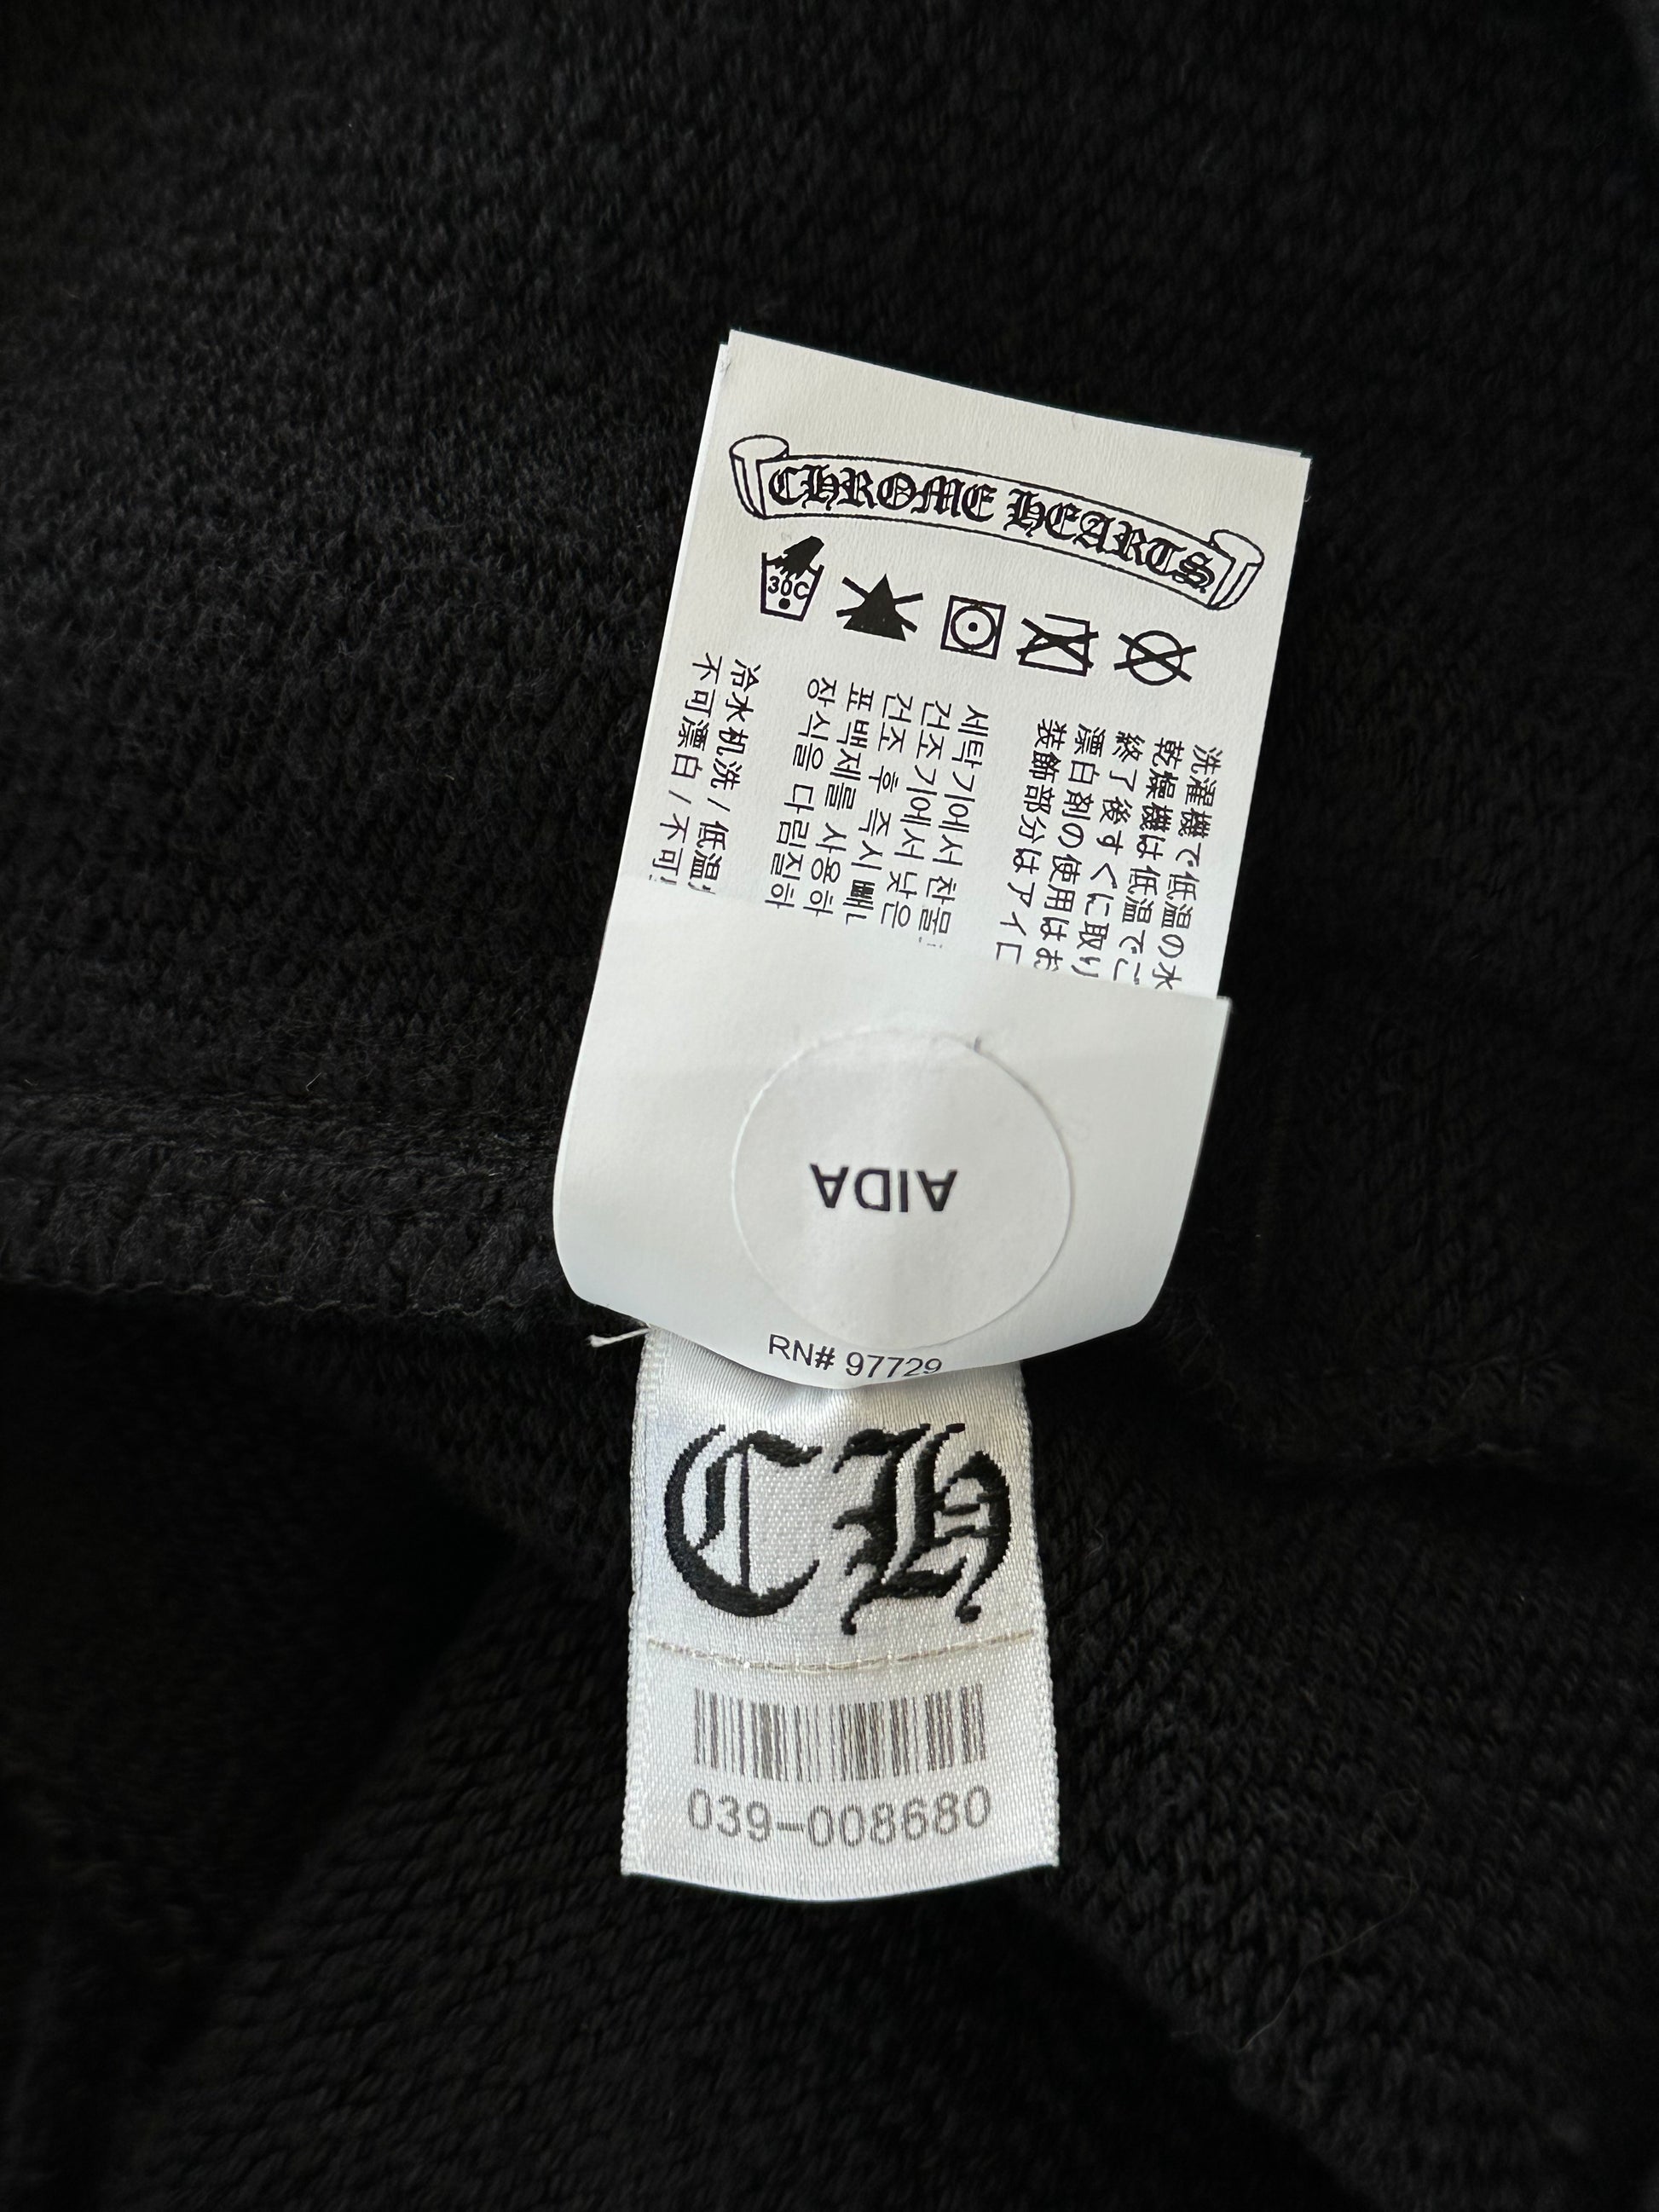 CHROME HEARTS
30C
洗濯機で低温の水
乾燥機は低温でご
終了後すぐに取り
漂白剤の使用はお
装飾部分はアイロ
세탁기에서 찬물
건조기에서 낮은
건조 후 즉시 빼
표백제를 사용하
장식을 다림질하
冷水机洗 / 低温
不可漂白 / 不可
AIDA
RN# 97729
CH
039-008680